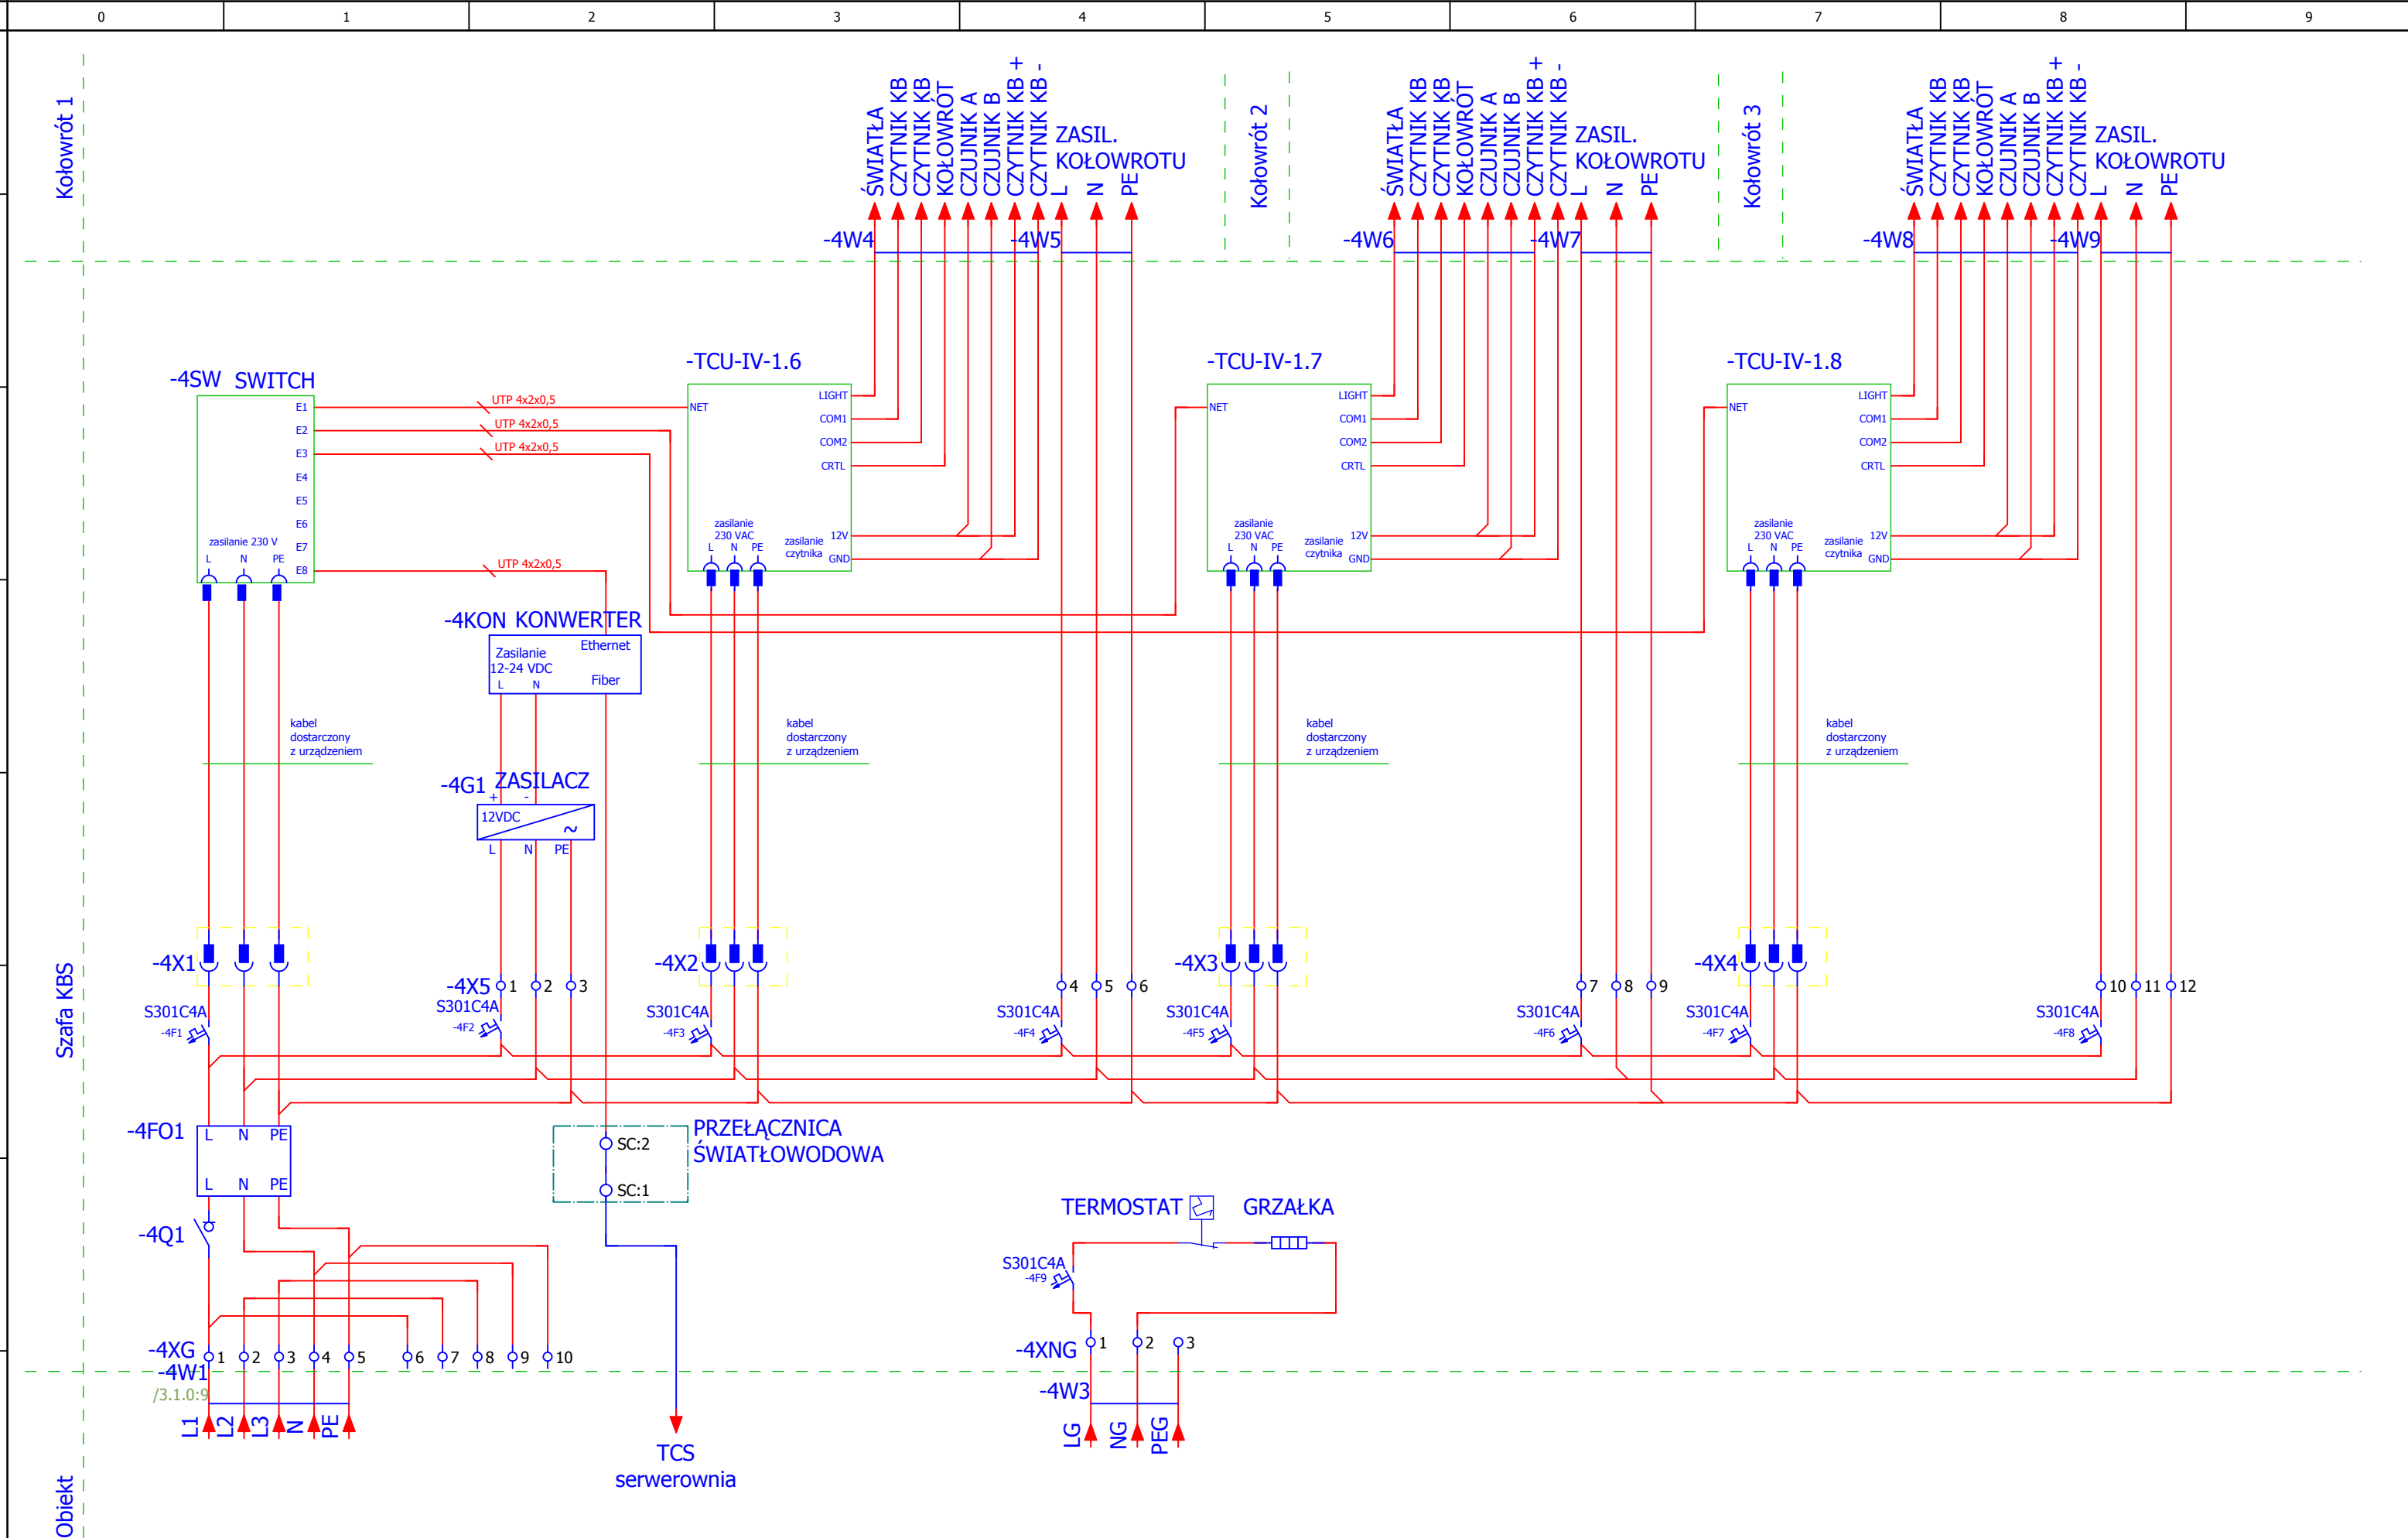 0 1 2 3 4 5 6 7 8 9
Kołowrót 1
ŚWIATŁA
CZYTNIK KB
CZYTNIK KB
KOŁOWRÓT
CZUJNIK A
CZUJNIK B
CZYTNIK KB +
CZYTNIK KB -
ZASIL.
KOŁOWROTU
L
N
PE
Kołowrót 2
ŚWIATŁA
CZYTNIK KB
CZYTNIK KB
KOŁOWRÓT
CZUJNIK A
CZUJNIK B
CZYTNIK KB +
CZYTNIK KB -
ZASIL.
KOŁOWROTU
L
N
PE
Kołowrót 3
ŚWIATŁA
CZYTNIK KB
CZYTNIK KB
KOŁOWRÓT
CZUJNIK A
CZUJNIK B
CZYTNIK KB +
CZYTNIK KB -
ZASIL.
KOŁOWROTU
L
N
PE
-4W4 -4W5 -4W6 -4W7 -4W8 -4W9
-4SW SWITCH
E1
E2
E3
E4
E5
E6
E7
E8
zasilanie 230 V
L N PE
UTP 4x2x0,5
UTP 4x2x0,5
UTP 4x2x0,5
UTP 4x2x0,5
-TCU-IV-1.6
NET
LIGHT
COM1
COM2
CRTL
zasilanie
230 VAC
L N PE
zasilanie
czytnika
12V
GND
-TCU-IV-1.7
NET
LIGHT
COM1
COM2
CRTL
zasilanie
230 VAC
L N PE
zasilanie
czytnika
12V
GND
-TCU-IV-1.8
NET
LIGHT
COM1
COM2
CRTL
zasilanie
230 VAC
L N PE
zasilanie
czytnika
12V
GND
-4KON KONWERTER
Ethernet
Zasilanie
12-24 VDC
L N
Fiber
kabel
dostarczony
z urządzeniem
kabel
dostarczony
z urządzeniem
kabel
dostarczony
z urządzeniem
kabel
dostarczony
z urządzeniem
-4G1 ZASILACZ
+ -
12VDC
~
L N PE
Szafa KBS
-4X1
-4X5 1 2 3
-4X2
4 5 6
-4X3
7 8 9
-4X4
10 11 12
S301C4A
-4F1
S301C4A
-4F2
S301C4A
-4F3
S301C4A
-4F4
S301C4A
-4F5
S301C4A
-4F6
S301C4A
-4F7
S301C4A
-4F8
-4FO1
L N PE
L N PE
SC:2
SC:1
PRZEŁĄCZNICA
ŚWIATŁOWODOWA
-4Q1
TERMOSTAT GRZAŁKA
S301C4A
-4F9
-4XG 1 2 3 4 5 6 7 8 9 10
-4W1
/3.1.0:9
L1 L2 L3 N PE
-4XNG 1 2 3
-4W3
LG NG PEG
TCS
serwerownia
Obiekt